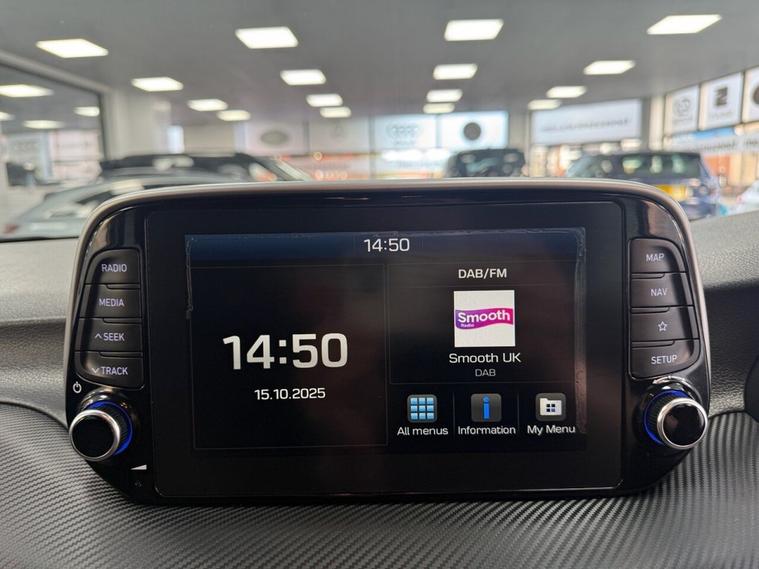 14:50
RADIO
MEDIA
SEEK
TRACK
14:50
15.10.2025
DAB/FM
Smooth
Radio
Smooth UK
DAB
All menus
Information
My Menu
MAP
NAV
SETUP